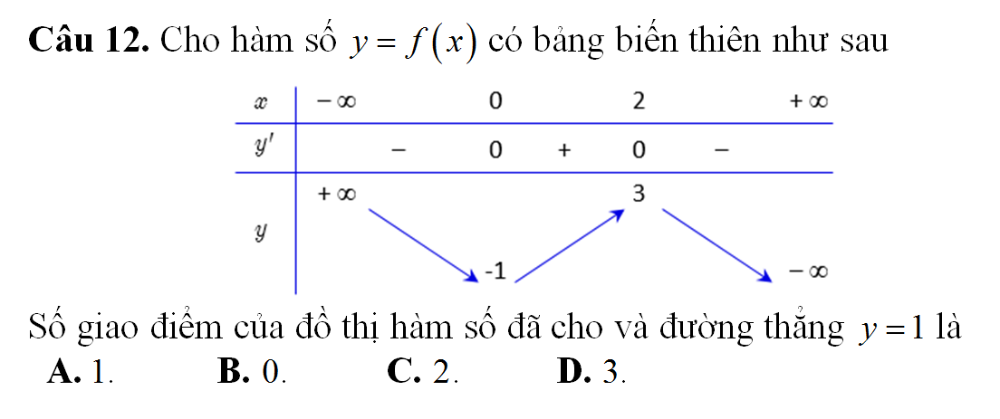 Câu 12. Cho hàm số y = f(x) có bảng biến thiên như sau
x − ∞ 0 2 + ∞
y' − 0 + 0 −
+ ∞ 3
y
-1 − ∞
Số giao điểm của đồ thị hàm số đã cho và đường thẳng y = 1 là
A. 1. B. 0. C. 2. D. 3.